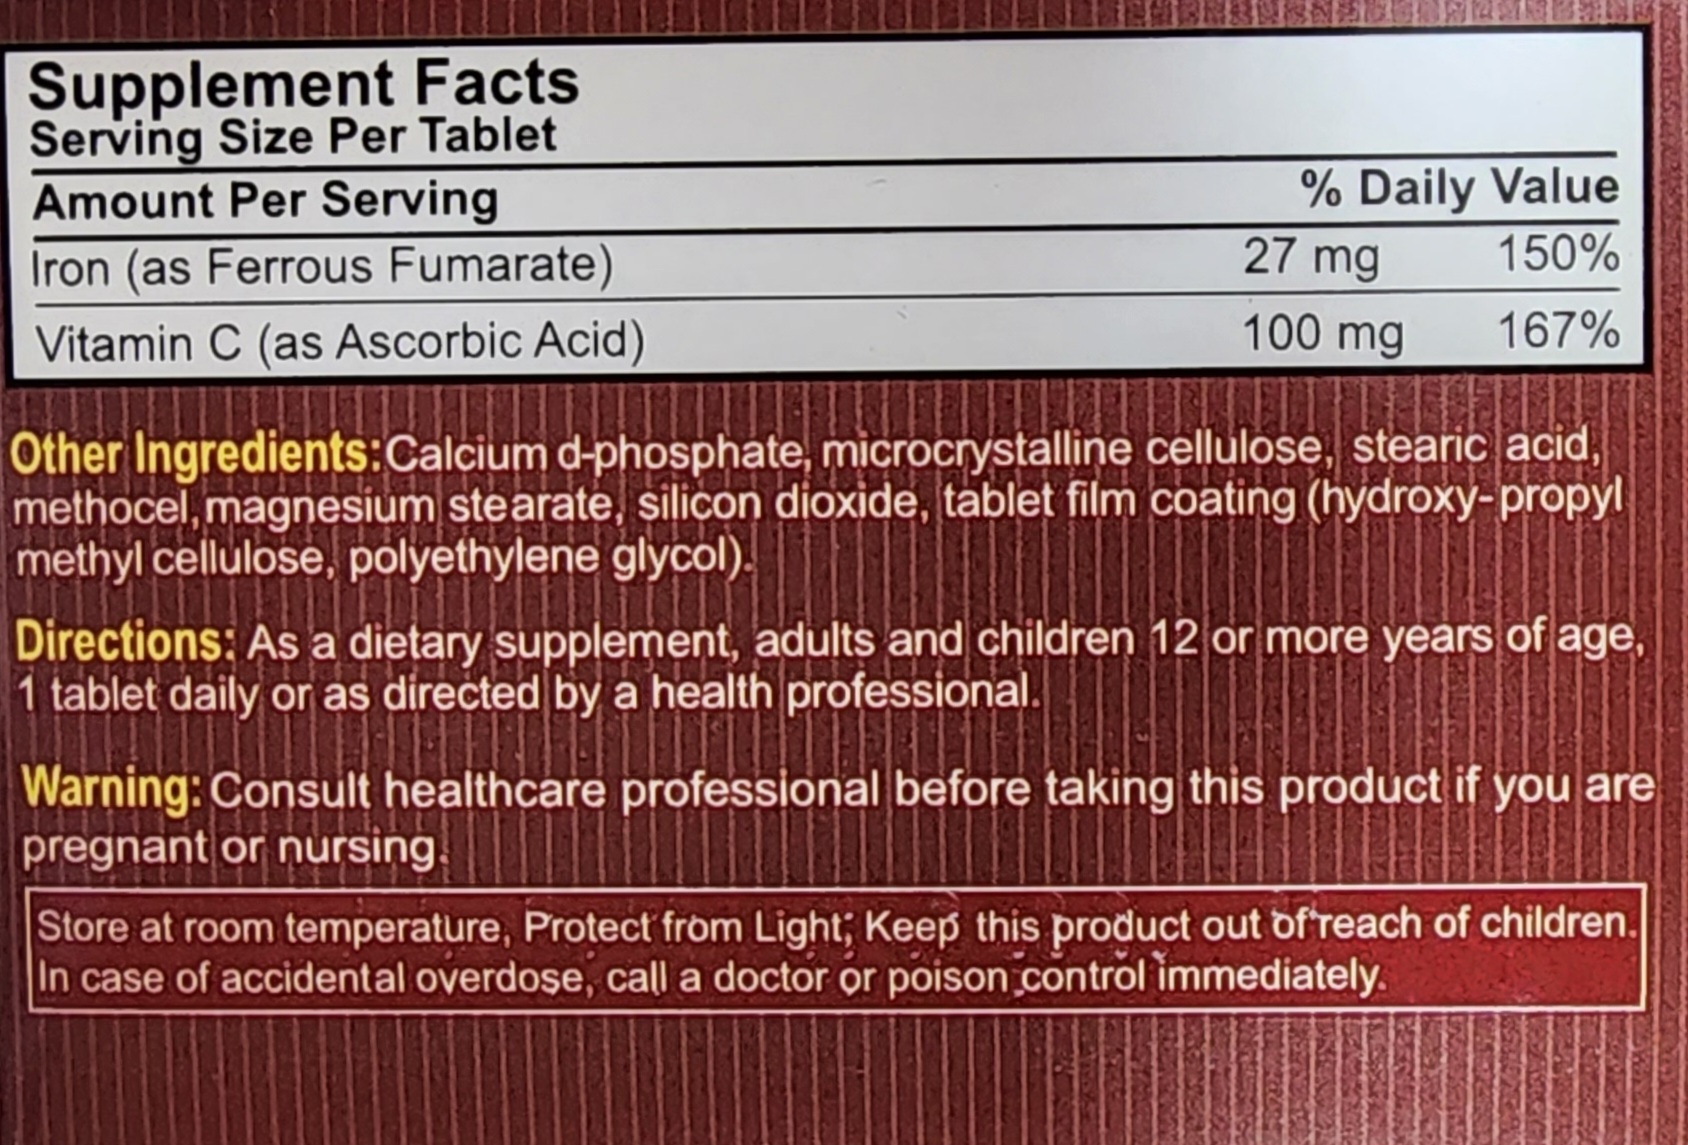 Supplement Facts
Serving Size Per Tablet
Amount Per Serving % Daily Value
Iron (as Ferrous Fumarate) 27 mg 150%
Vitamin C (as Ascorbic Acid) 100 mg 167%
Other Ingredients: Calcium d-phosphate, microcrystalline cellulose, stearic acid,
methocel, magnesium stearate, silicon dioxide, tablet film coating (hydroxy-propyl
methyl cellulose, polyethylene glycol).
Directions: As a dietary supplement, adults and children 12 or more years of age,
1 tablet daily or as directed by a health professional.
Warning: Consult healthcare professional before taking this product if you are
pregnant or nursing.
Store at room temperature, Protect from Light; Keep this product out of reach of children.
In case of accidental overdose, call a doctor or poison control immediately.